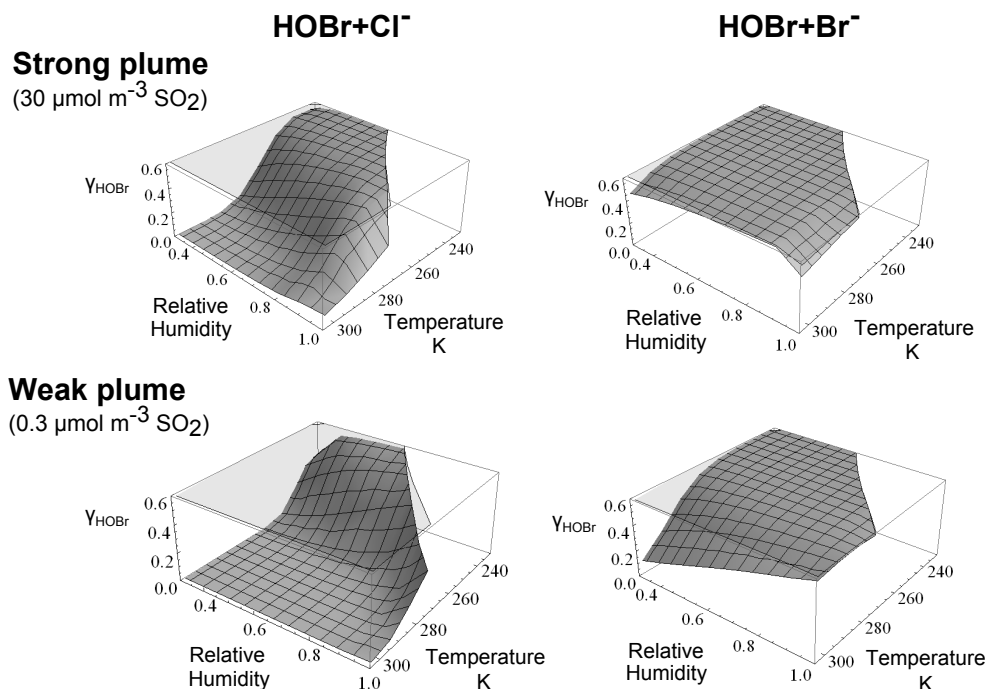 HOBr+Cl⁻ HOBr+Br⁻
Strong plume
(30 µmol m⁻³ SO₂)
0.6 0.4 0.2 0.0
γHOBr
0.4 0.6 0.8 1.0
Relative
Humidity
300 280 260 240
Temperature
K
0.6 0.4 0.2 0.0
γHOBr
0.4 0.6 0.8 1.0
Relative
Humidity
300 280 260 240
Temperature
K
Weak plume
(0.3 µmol m⁻³ SO₂)
0.6 0.4 0.2 0.0
γHOBr
0.4 0.6 0.8 1.0
Relative
Humidity
300 280 260 240
Temperature
K
0.6 0.4 0.2 0.0
γHOBr
0.4 0.6 0.8 1.0
Relative
Humidity
300 280 260 240
Temperature
K